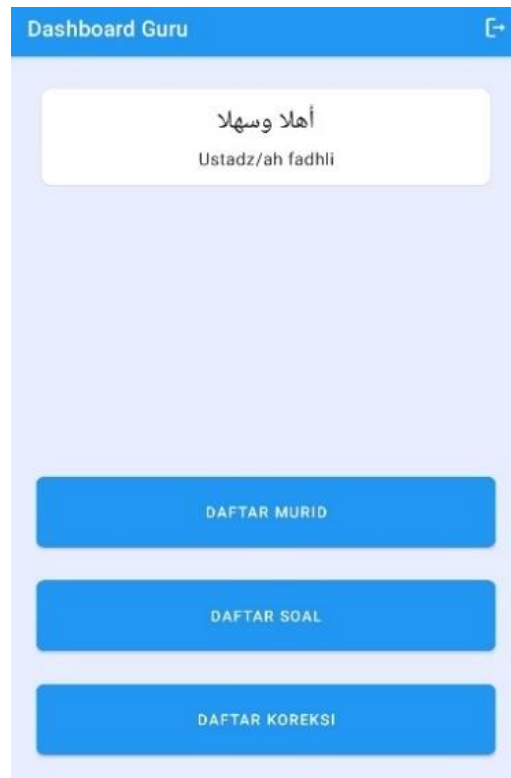 Dashboard Guru
أهلا وسهلا
Ustadz/ah fadhli
DAFTAR MURID
DAFTAR SOAL
DAFTAR KOREKSI